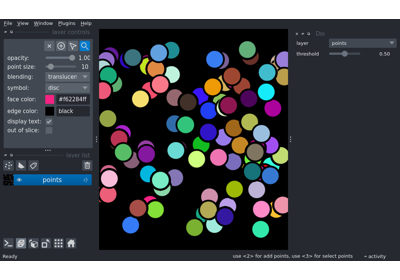 File View Window Plugins Help
layer controls
opacity: 1.00
point size: 10
blending: translucen
symbol: disc
face color: #f62284ff
edge color: black
display text:
out of slice:
layer list
points
Do
layer points
threshold 0.50
Ready
use <2> for add points, use <3> for select points
activity